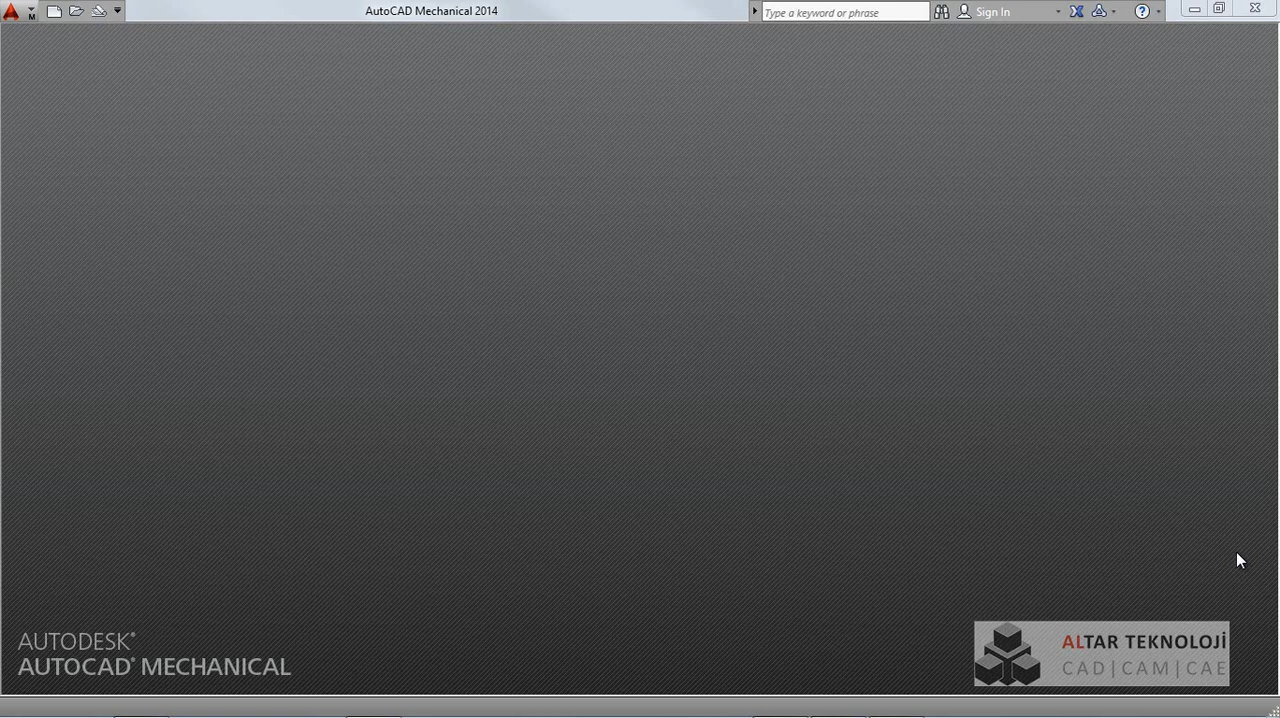 AutoCAD Mechanical 2014
Type a keyword or phrase
Sign In
M
AUTODESK®
AUTOCAD® MECHANICAL
ALTAR TEKNOLOJİ
CAD|CAM|CAE